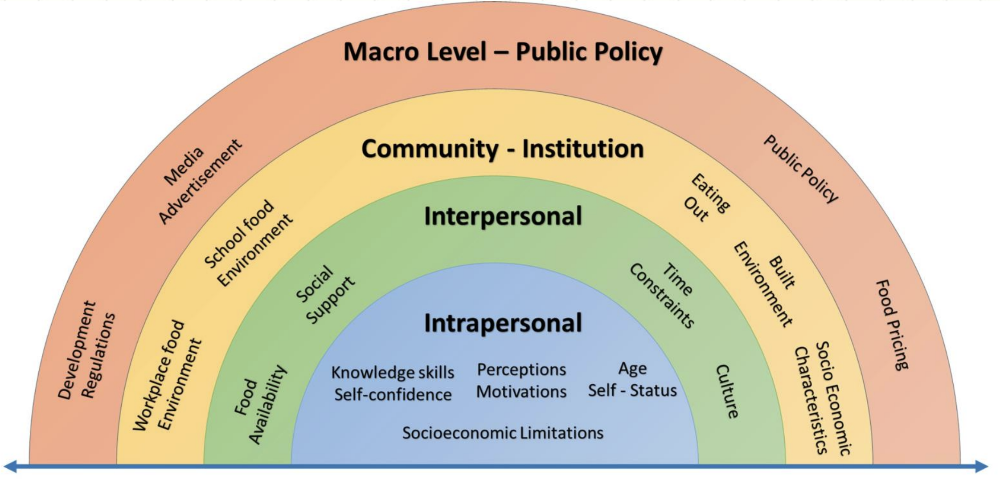 Macro Level – Public Policy
Media
Advertisement
Public Policy
Development
Regulations
Food Pricing
Community - Institution
School food
Environment
Eating
Out
Workplace food
Environment
Built
Environment
Socio Economic
Characteristics
Interpersonal
Social
Support
Time
Constraints
Food
Availability
Culture
Intrapersonal
Knowledge skills
Self-confidence
Perceptions
Motivations
Age
Self - Status
Socioeconomic Limitations